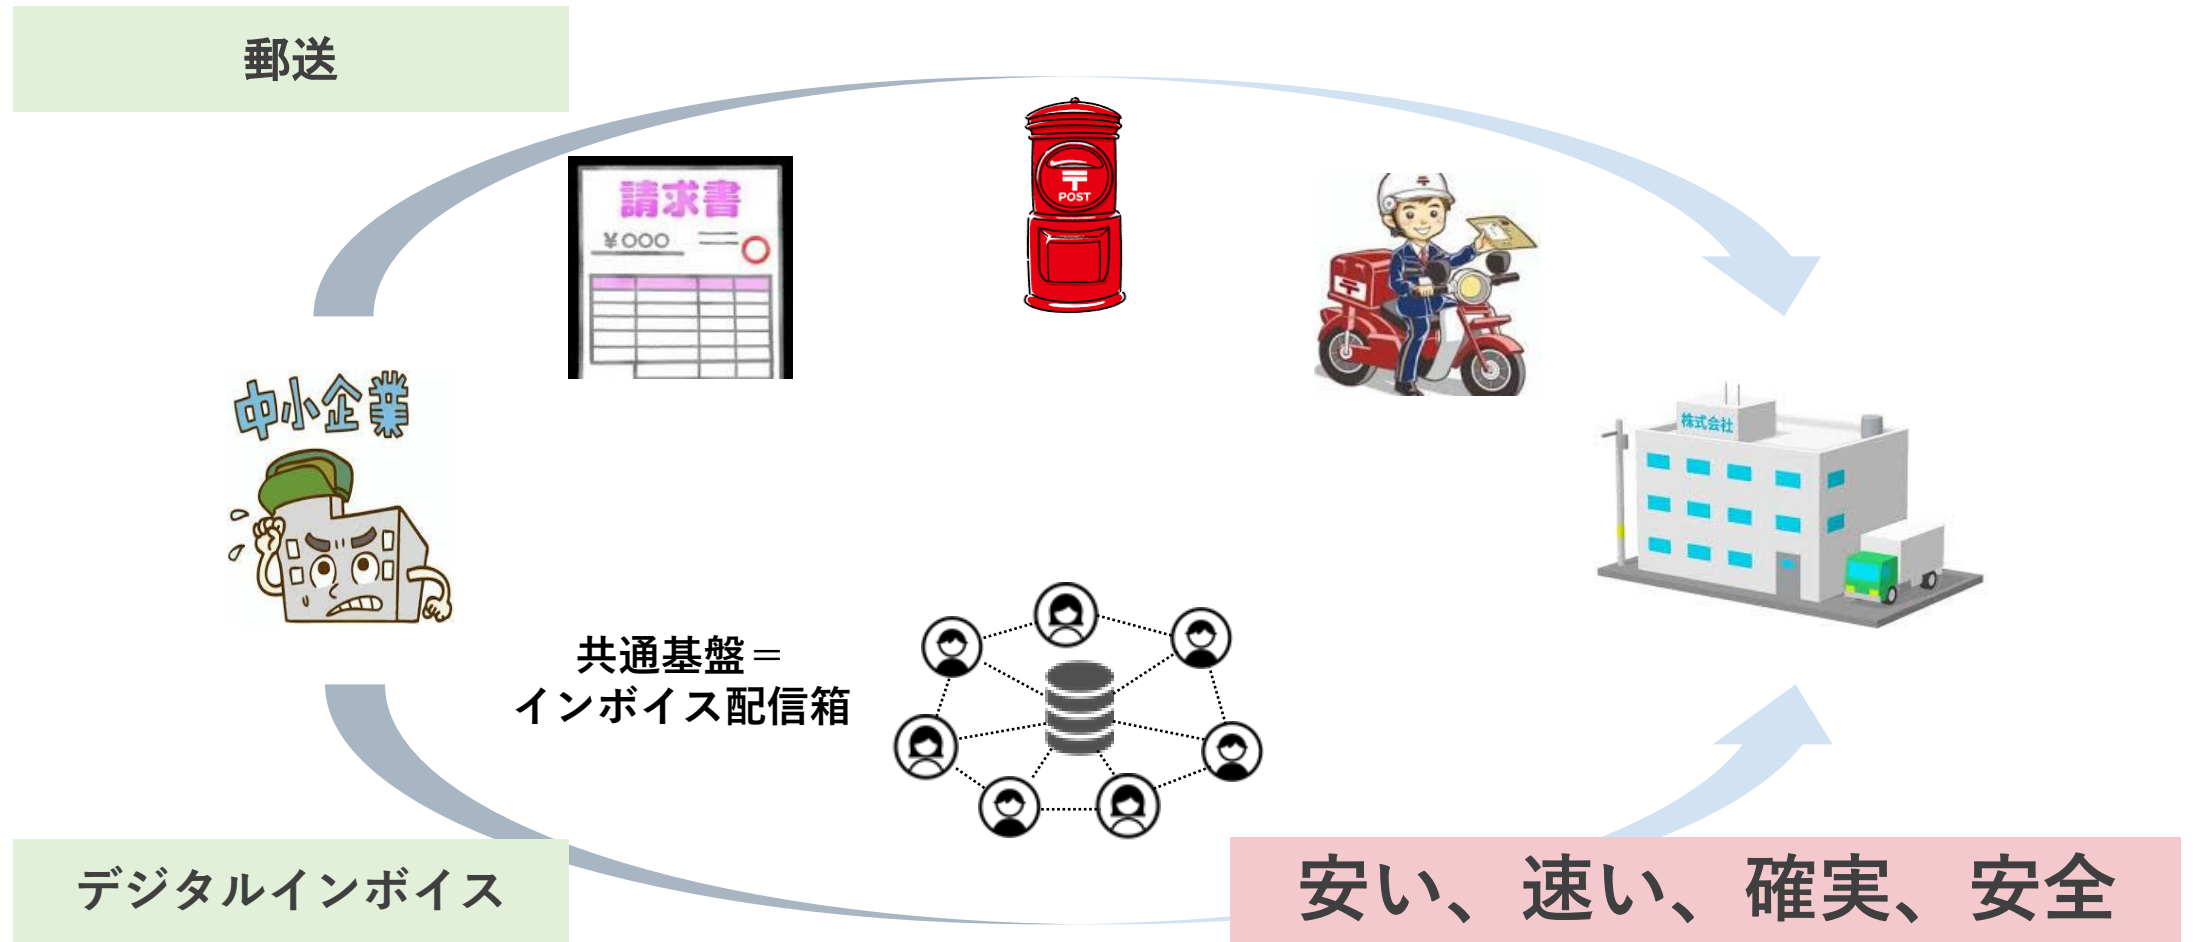 郵送
請求書
¥○○○
〒
POST
中小企業
株式会社
共通基盤＝
インボイス配信箱
デジタルインボイス
安い、速い、確実、安全